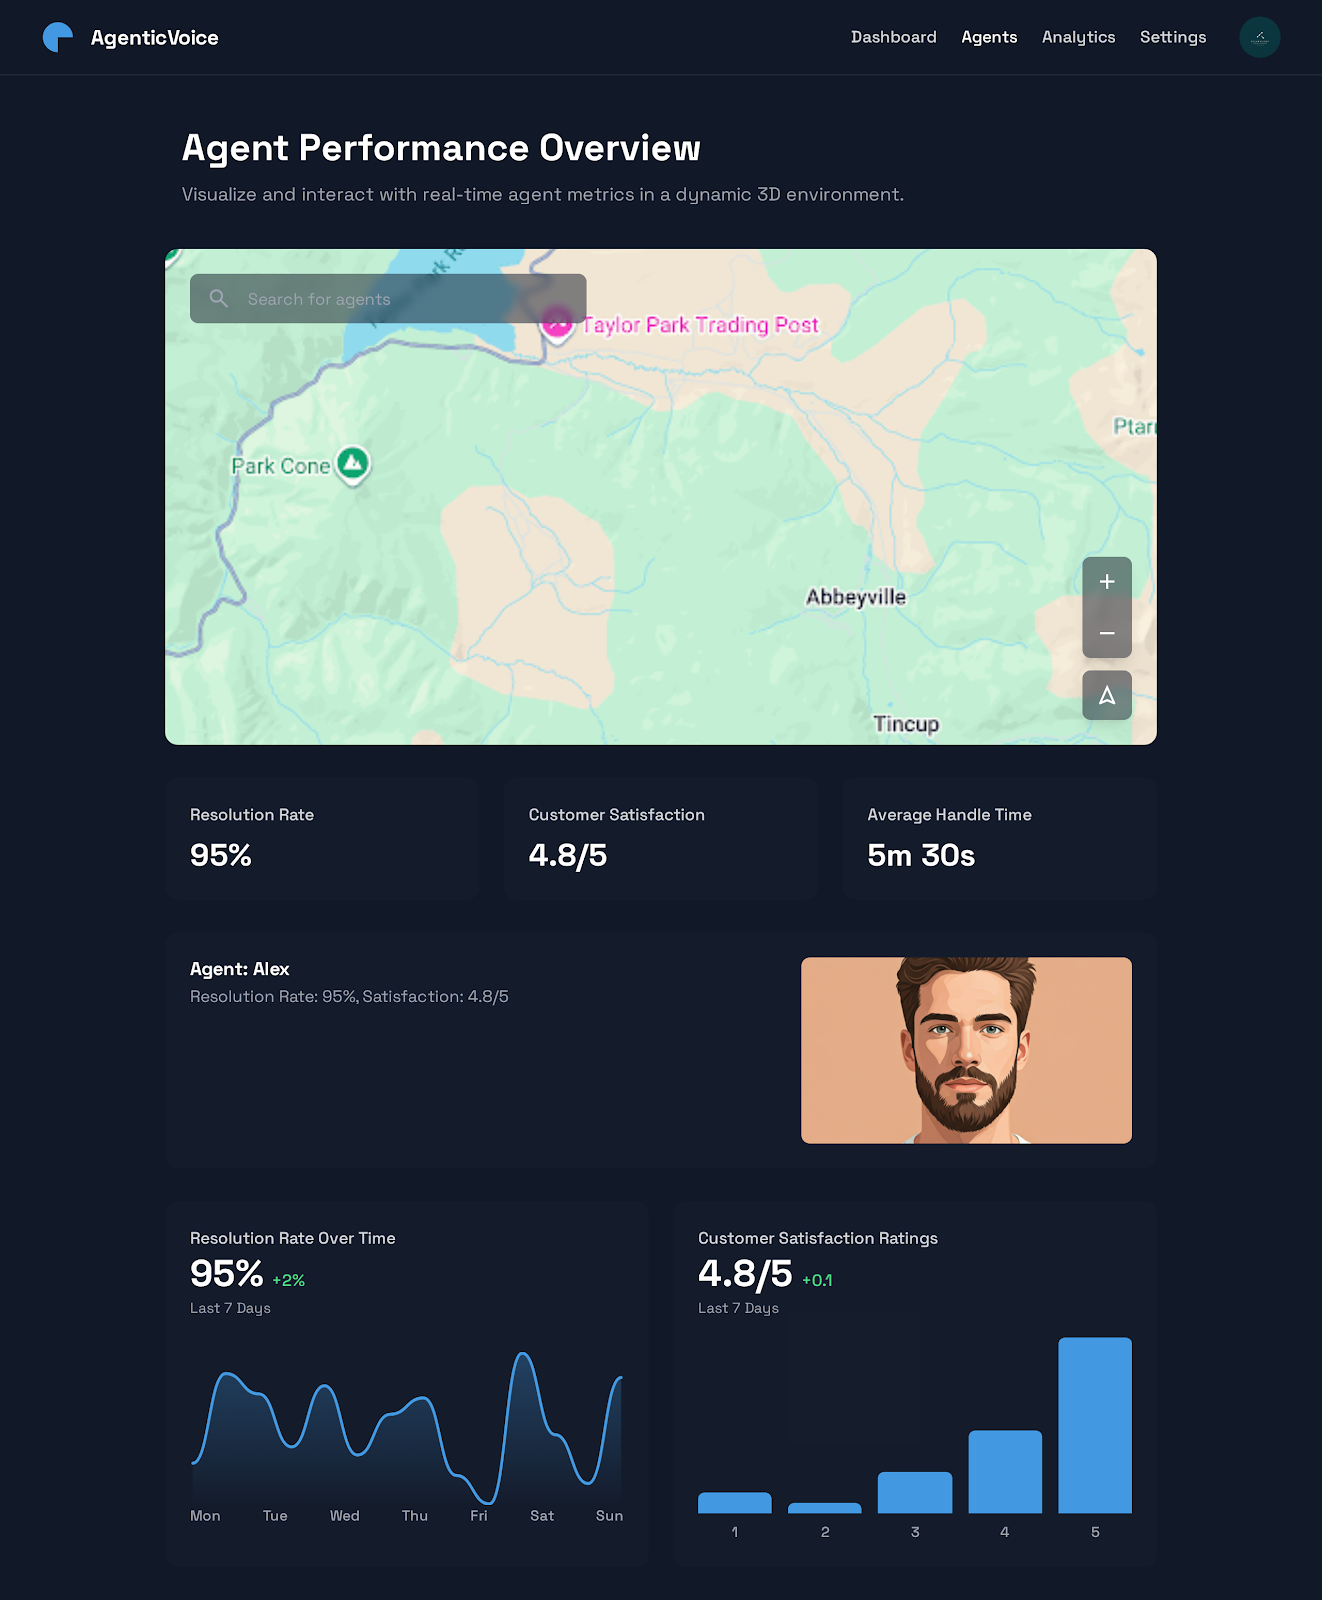 AgenticVoice
Dashboard Agents Analytics Settings
Agent Performance Overview
Visualize and interact with real-time agent metrics in a dynamic 3D environment.
Search for agents
Taylor Park Trading Post
Park Cone
Abbeyville
Tincup
Resolution Rate
95%
Customer Satisfaction
4.8/5
Average Handle Time
5m 30s
Agent: Alex
Resolution Rate: 95%, Satisfaction: 4.8/5
Resolution Rate Over Time
95% +2%
Last 7 Days
Mon Tue Wed Thu Fri Sat Sun
Customer Satisfaction Ratings
4.8/5 +0.1
Last 7 Days
1 2 3 4 5